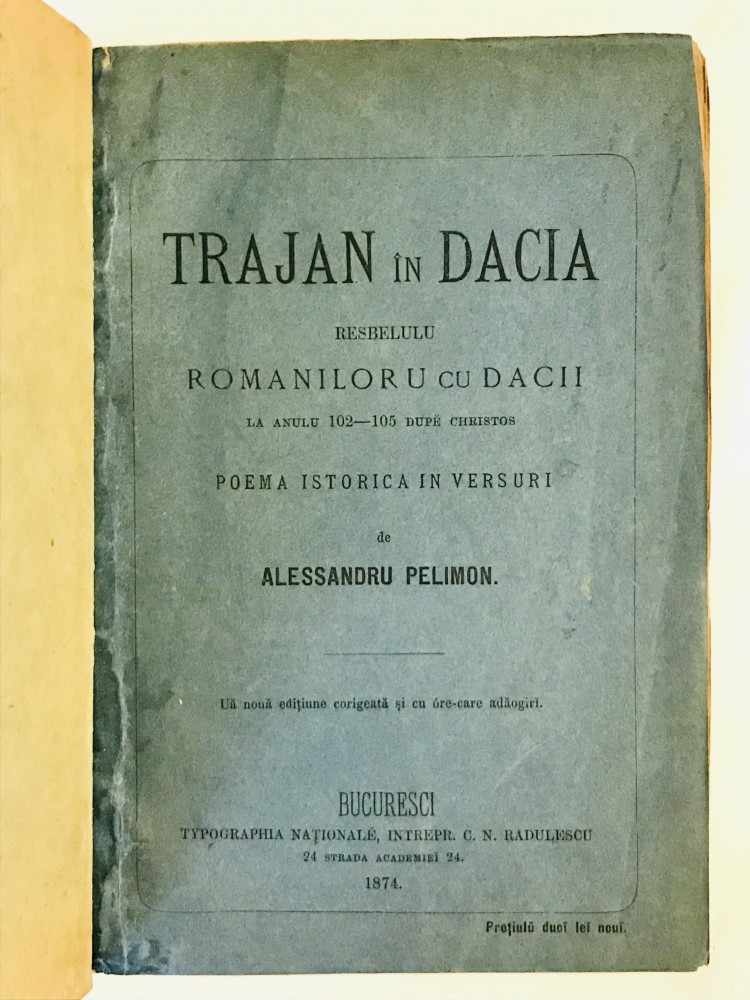 TRAJAN ÎN DACIA
RESBELULU
ROMANILORU CU DACII
LA ANULU 102—105 DUPĔ CHRISTOS
POEMA ISTORICA IN VERSURI
de
ALESSANDRU PELIMON.
Uă nouă edițiune corigeată și cu óre-care adăogirĭ.
BUCURESCI
TYPOGRAPHIA NAȚIONALĔ, INTREPR. C. N. RADULESCU
24 STRADA ACADEMIEĬ 24.
1874.
Prețiulŭ duoĭ leĭ nouĭ.